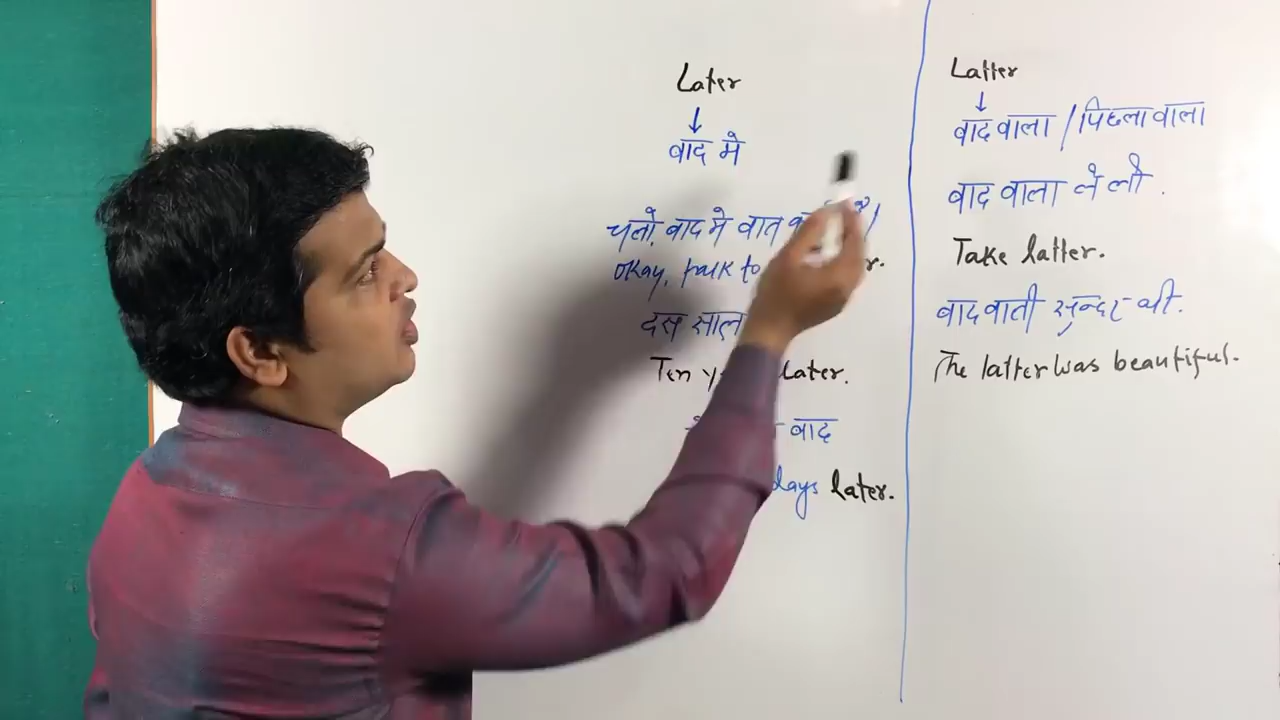 Later
↓
बाद मे
चलो, बाद मे बात
Okay, talk to
दस साल
Ten later.
बाद
days later.
Latter
↓
बाद वाला / पिछला वाला
बाद वाला ले लो .
Take latter.
बाद वाली सुन्दर थी.
The latter was beautiful.